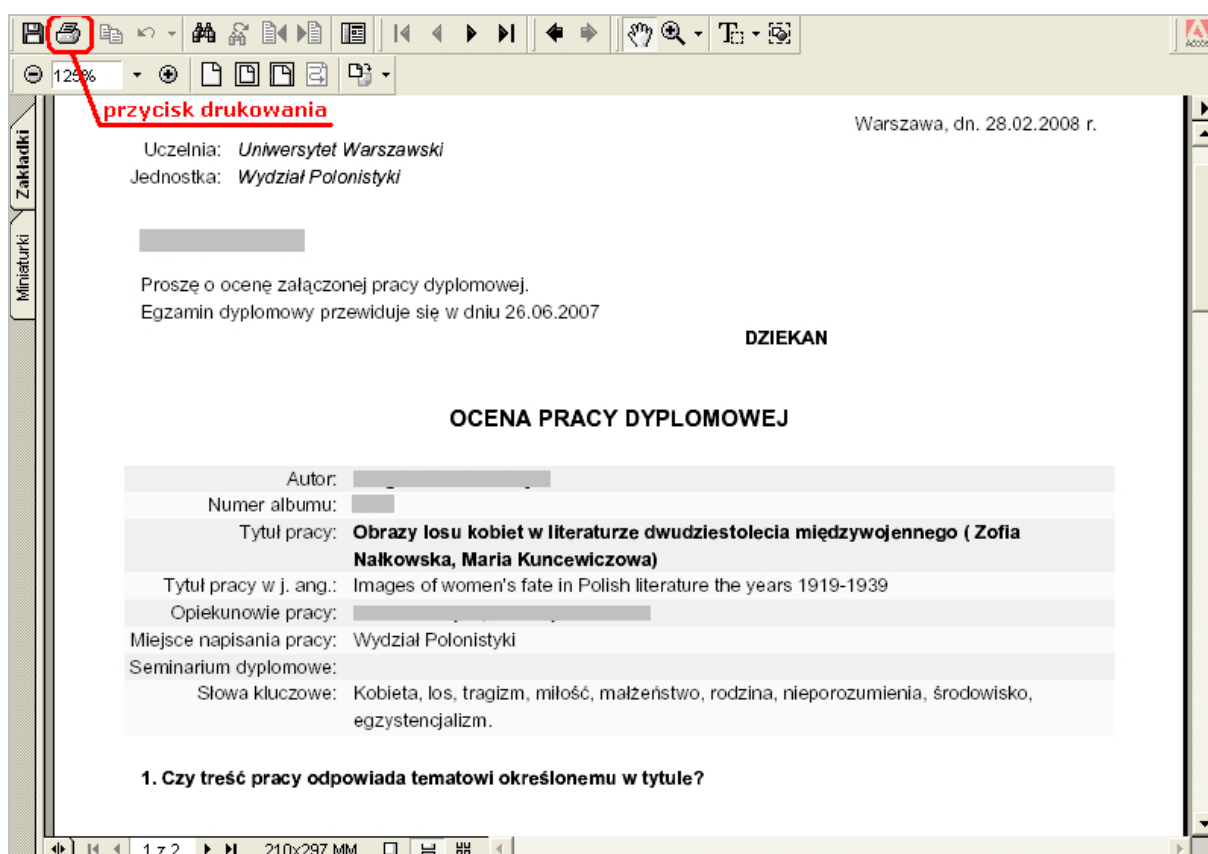 Adobe
125%
przycisk drukowania
Zakładki
Miniaturki
Warszawa, dn. 28.02.2008 r.
Uczelnia: Uniwersytet Warszawski
Jednostka: Wydział Polonistyki
Proszę o ocenę załączonej pracy dyplomowej.
Egzamin dyplomowy przewiduje się w dniu 26.06.2007
DZIEKAN
OCENA PRACY DYPLOMOWEJ
Autor:
Numer albumu:
Tytuł pracy: Obrazy losu kobiet w literaturze dwudziestolecia międzywojennego ( Zofia
Nałkowska, Maria Kuncewiczowa)
Tytuł pracy w j. ang.: Images of women's fate in Polish literature the years 1919-1939
Opiekunowie pracy:
Miejsce napisania pracy: Wydział Polonistyki
Seminarium dyplomowe:
Słowa kluczowe: Kobieta, los, tragizm, miłość, małżeństwo, rodzina, nieporozumienia, środowisko,
egzystencjalizm.
1. Czy treść pracy odpowiada tematowi określonemu w tytule?
1 z 2 210x297 MM